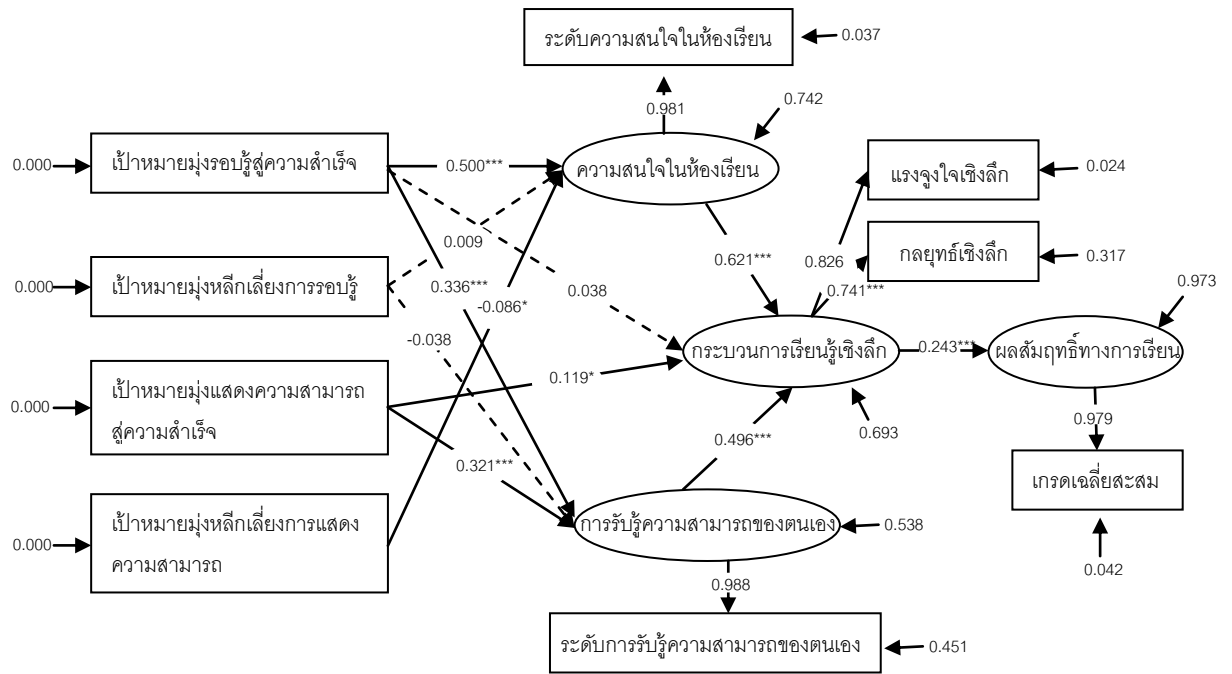 ระดับความสนใจในห้องเรียน
0.037
0.981
0.742
0.000
เป้าหมายมุ่งรอบรู้สู่ความสำเร็จ
0.500***
ความสนใจในห้องเรียน
แรงจูงใจเชิงลึก
0.024
0.009
0.621***
0.826
กลยุทธ์เชิงลึก
0.317
0.000
เป้าหมายมุ่งหลีกเลี่ยงการรอบรู้
0.336***
0.038
0.741***
0.973
-0.086*
-0.038
กระบวนการเรียนรู้เชิงลึก
0.243***
ผลสัมฤทธิ์ทางการเรียน
0.000
เป้าหมายมุ่งแสดงความสามารถ
สู่ความสำเร็จ
0.119*
0.496***
0.693
0.979
0.321***
เกรดเฉลี่ยสะสม
0.000
เป้าหมายมุ่งหลีกเลี่ยงการแสดง
ความสามารถ
การรับรู้ความสามารถของตนเอง
0.538
0.042
0.988
ระดับการรับรู้ความสามารถของตนเอง
0.451